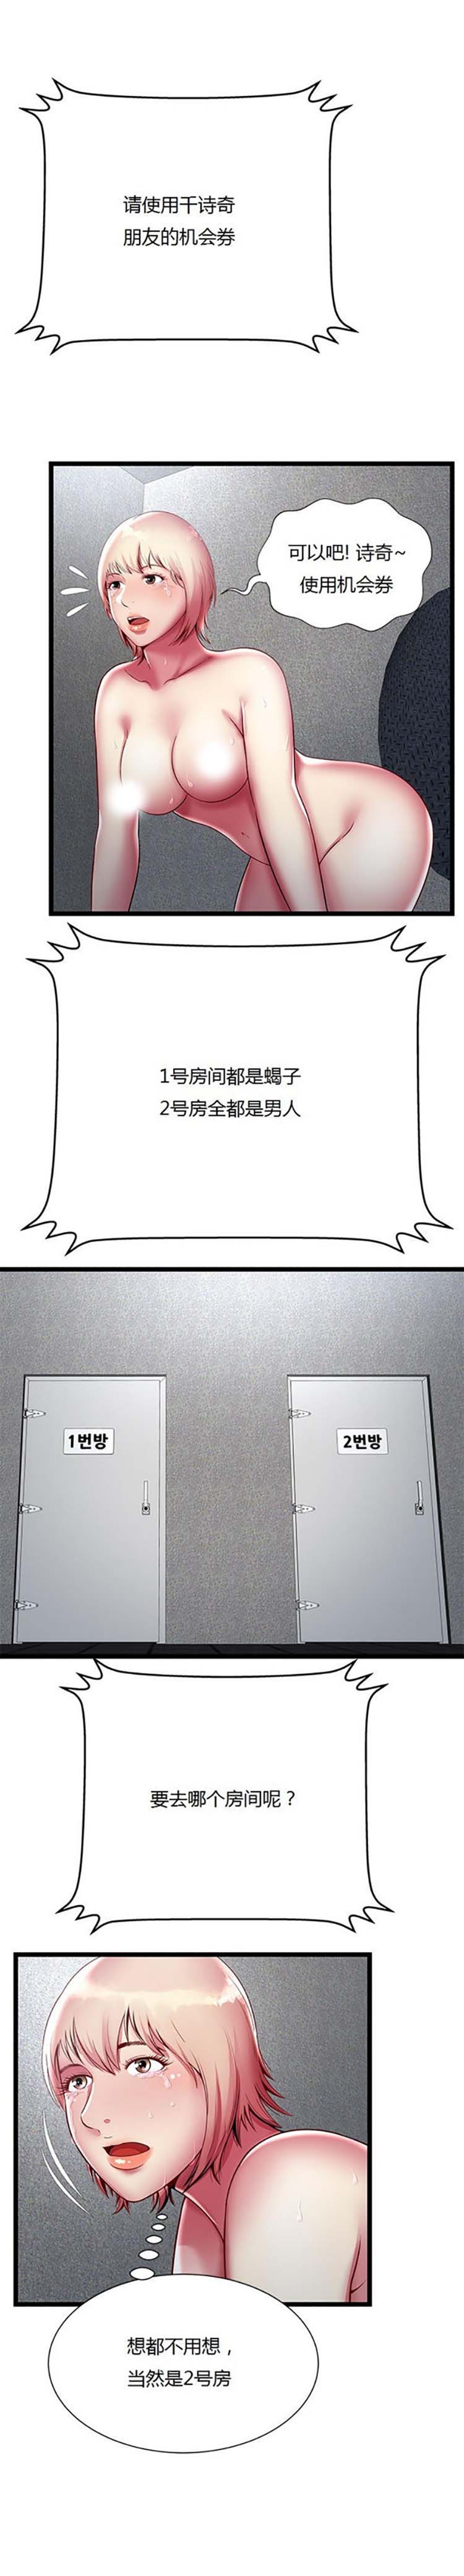 请使用千诗奇
朋友的机会券
可以吧! 诗奇~
使用机会券
1号房间都是蝎子
2号房全都是男人
1번방
2번방
要去哪个房间呢？
想都不用想，
当然是2号房